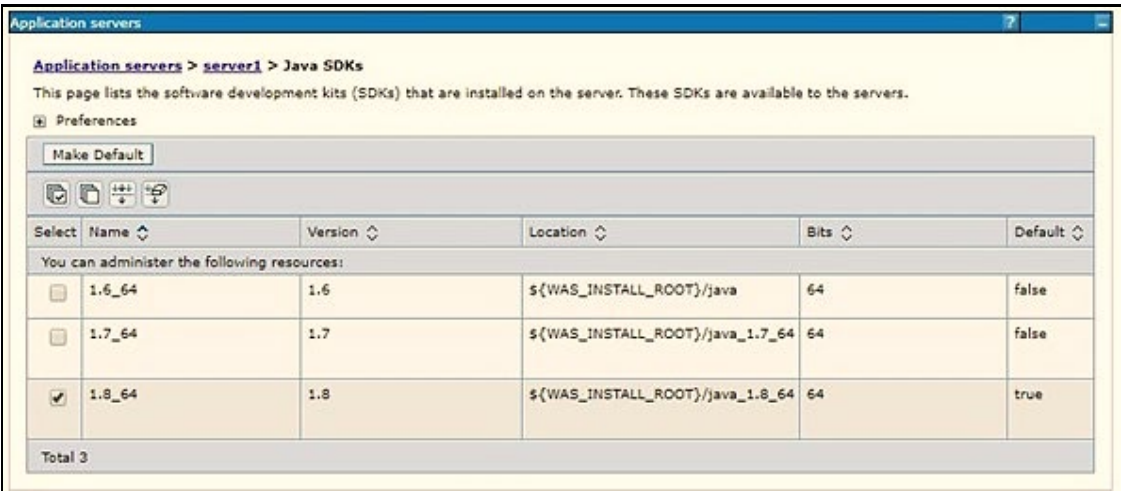 Application servers ? –
Application servers > server1 > Java SDKs
This page lists the software development kits (SDKs) that are installed on the server. These SDKs are available to the servers.
+ Preferences
Make Default
Select Name Version Location Bits Default
You can administer the following resources:
1.6_64 1.6 ${WAS_INSTALL_ROOT}/java 64 false
1.7_64 1.7 ${WAS_INSTALL_ROOT}/java_1.7_64 64 false
1.8_64 1.8 ${WAS_INSTALL_ROOT}/java_1.8_64 64 true
Total 3